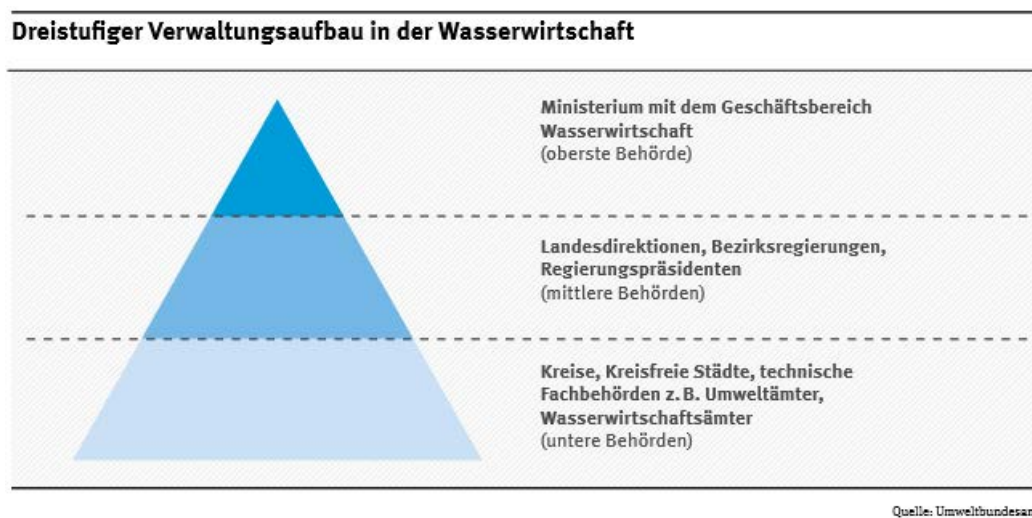 Dreistufiger Verwaltungsaufbau in der Wasserwirtschaft
Ministerium mit dem Geschäftsbereich
Wasserwirtschaft
(oberste Behörde)
Landesdirektionen, Bezirksregierungen,
Regierungspräsidenten
(mittlere Behörden)
Kreise, Kreisfreie Städte, technische
Fachbehörden z. B. Umweltämter,
Wasserwirtschaftsämter
(untere Behörden)
Quelle: